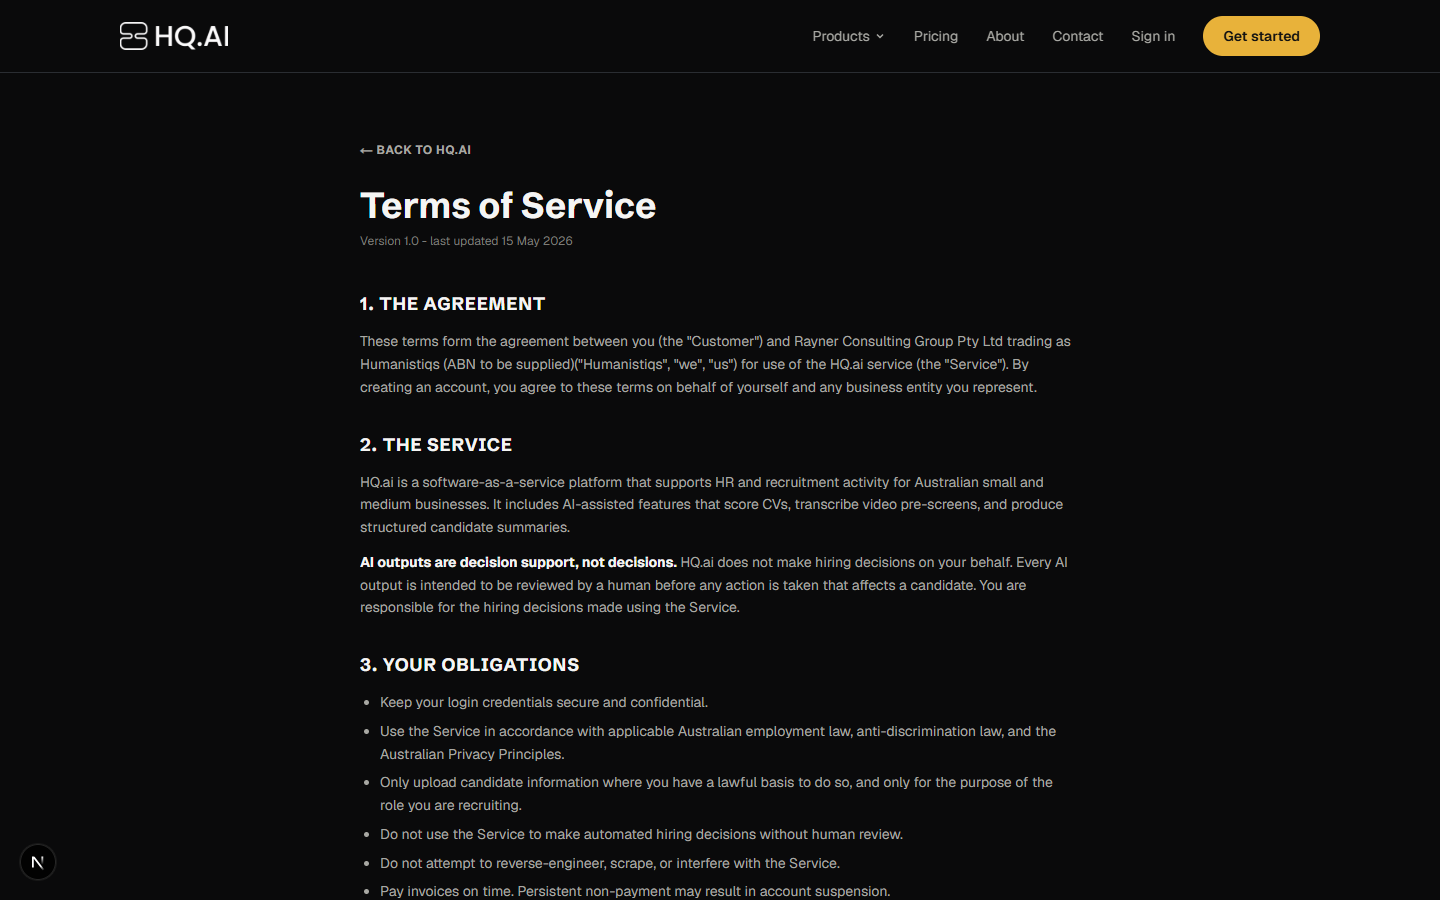 HQ.AI
Products
Pricing
About
Contact
Sign in
Get started
← BACK TO HQ.AI
Terms of Service
Version 1.0 - last updated 15 May 2026
1. THE AGREEMENT
These terms form the agreement between you (the "Customer") and Rayner Consulting Group Pty Ltd trading as
Humanistiqs (ABN to be supplied)("Humanistiqs", "we", "us") for use of the HQ.ai service (the "Service"). By
creating an account, you agree to these terms on behalf of yourself and any business entity you represent.
2. THE SERVICE
HQ.ai is a software-as-a-service platform that supports HR and recruitment activity for Australian small and
medium businesses. It includes AI-assisted features that score CVs, transcribe video pre-screens, and produce
structured candidate summaries.
AI outputs are decision support, not decisions. HQ.ai does not make hiring decisions on your behalf. Every AI
output is intended to be reviewed by a human before any action is taken that affects a candidate. You are
responsible for the hiring decisions made using the Service.
3. YOUR OBLIGATIONS
• Keep your login credentials secure and confidential.
• Use the Service in accordance with applicable Australian employment law, anti-discrimination law, and the
Australian Privacy Principles.
• Only upload candidate information where you have a lawful basis to do so, and only for the purpose of the
role you are recruiting.
• Do not use the Service to make automated hiring decisions without human review.
• Do not attempt to reverse-engineer, scrape, or interfere with the Service.
• Pay invoices on time. Persistent non-payment may result in account suspension.
N